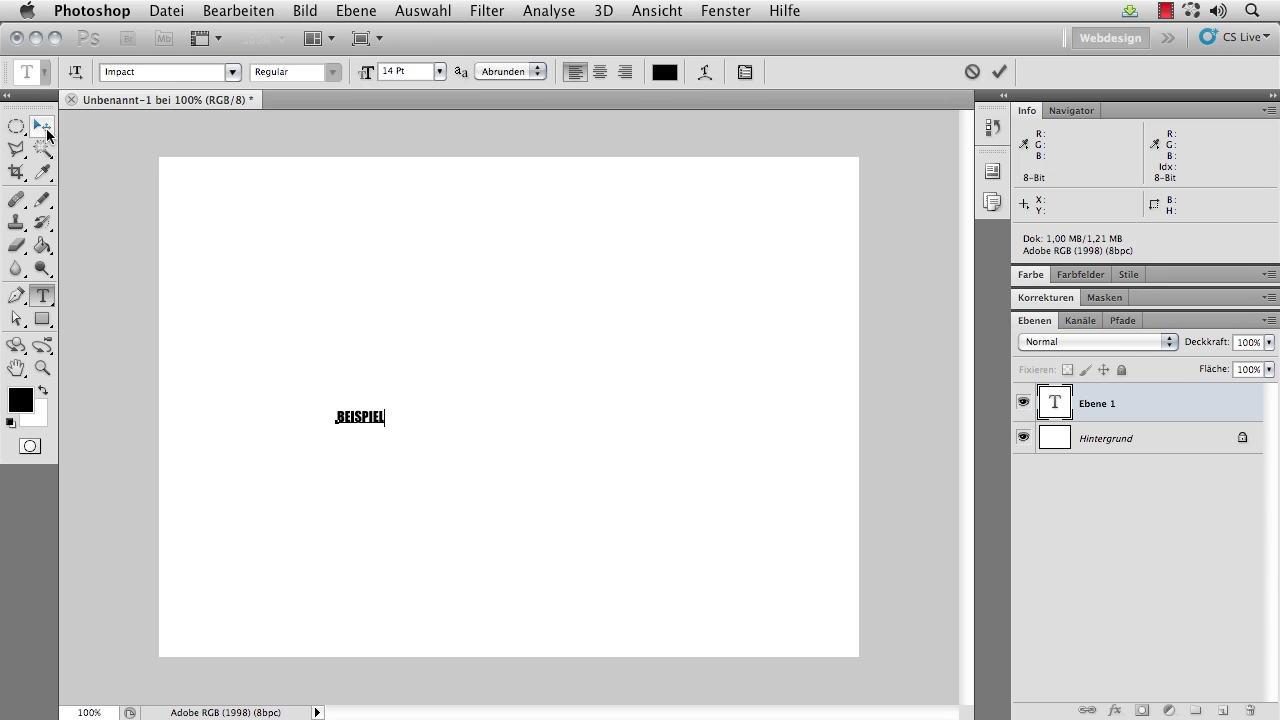 Photoshop Datei Bearbeiten Bild Ebene Auswahl Filter Analyse 3D Ansicht Fenster Hilfe
Ps Br Mb Webdesign CS Live
T Impact Regular 14 Pt Abrunden
Unbenannt-1 bei 100% (RGB/8) *
Info Navigator
R: R:
G: G:
B: B:
Idx:
8-Bit 8-Bit
X: B:
Y: H:
Dok: 1,00 MB/1,21 MB
Adobe RGB (1998) (8bpc)
Farbe Farbfelder Stile
Korrekturen Masken
Ebenen Kanäle Pfade
Normal Deckkraft: 100%
Fixieren: Fläche: 100%
T Ebene 1
BEISPIEL
Hintergrund
100% Adobe RGB (1998) (8bpc)